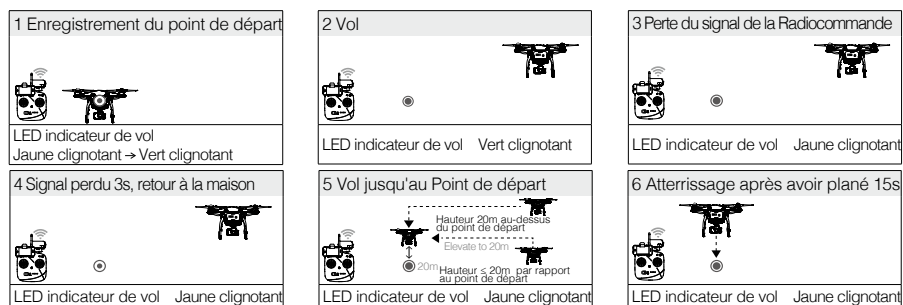 1 Enregistrement du point de départ
LED indicateur de vol
Jaune clignotant → Vert clignotant
2 Vol
LED indicateur de vol Vert clignotant
3 Perte du signal de la Radiocommande
LED indicateur de vol Jaune clignotant
4 Signal perdu 3s, retour à la maison
LED indicateur de vol Jaune clignotant
5 Vol jusqu'au Point de départ
Hauteur 20m au-dessus
du point de départ
Elevate to 20m
20m
Hauteur ≤ 20m par rapport
au point de départ
LED indicateur de vol Jaune clignotant
6 Atterrissage après avoir plané 15s
LED indicateur de vol Jaune clignotant